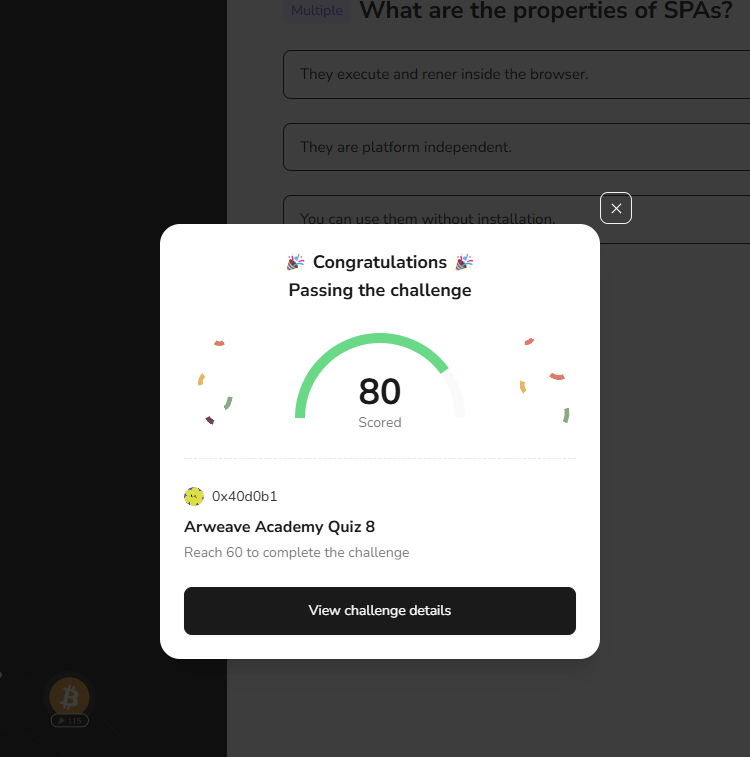 Multiple What are the properties of SPAs?
They execute and rener inside the browser.
They are platform independent.
You can use them without installation.
Congratulations
Passing the challenge
80
Scored
0x40d0b1
Arweave Academy Quiz 8
Reach 60 to complete the challenge
View challenge details
115